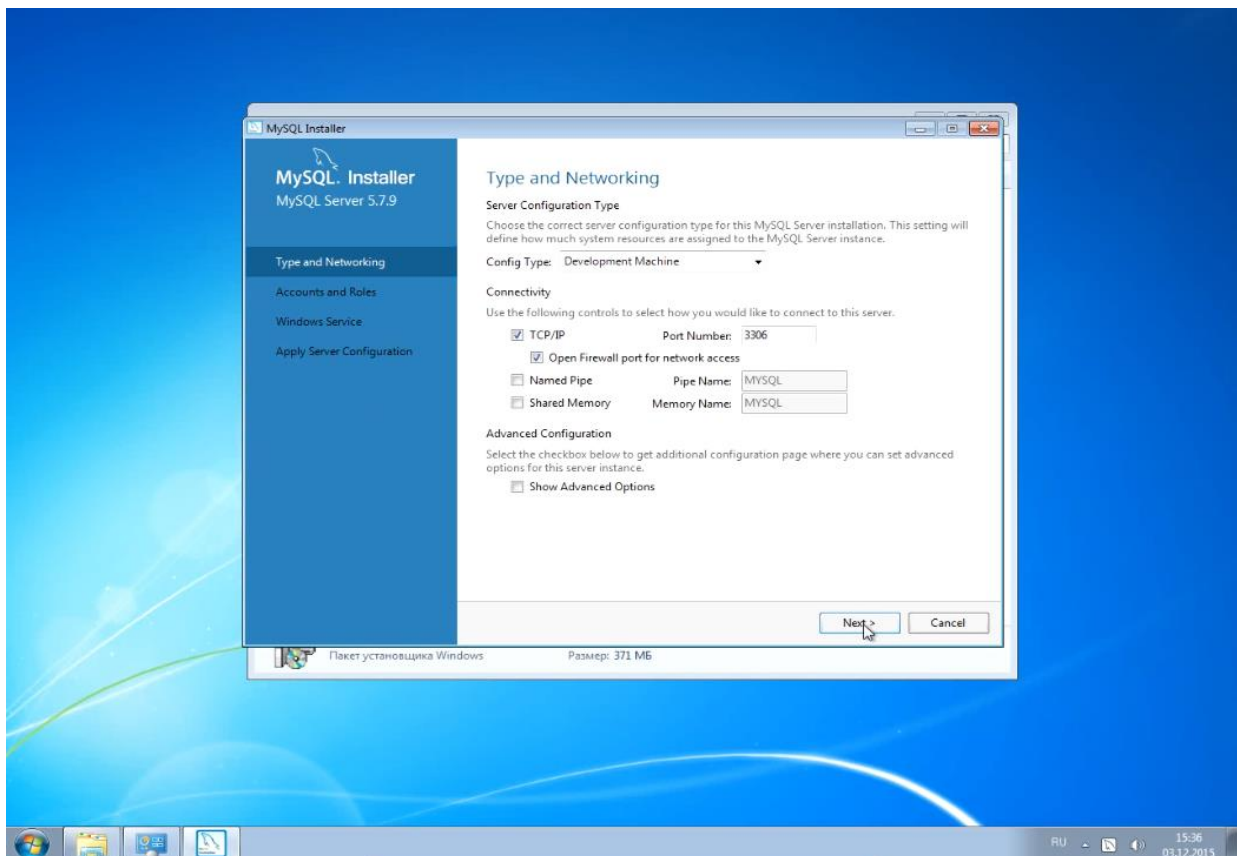 MySQL Installer
MySQL. Installer
MySQL Server 5.7.9
Type and Networking
Accounts and Roles
Windows Service
Apply Server Configuration
Type and Networking
Server Configuration Type
Choose the correct server configuration type for this MySQL Server installation. This setting will
define how much system resources are assigned to the MySQL Server instance.
Config Type: Development Machine
Connectivity
Use the following controls to select how you would like to connect to this server.
TCP/IP Port Number: 3306
Open Firewall port for network access
Named Pipe Pipe Name: MYSQL
Shared Memory Memory Name: MYSQL
Advanced Configuration
Select the checkbox below to get additional configuration page where you can set advanced
options for this server instance.
Show Advanced Options
Next > Cancel
Пакет установщика Windows Размер: 371 МБ
RU 15:36
03.12.2015